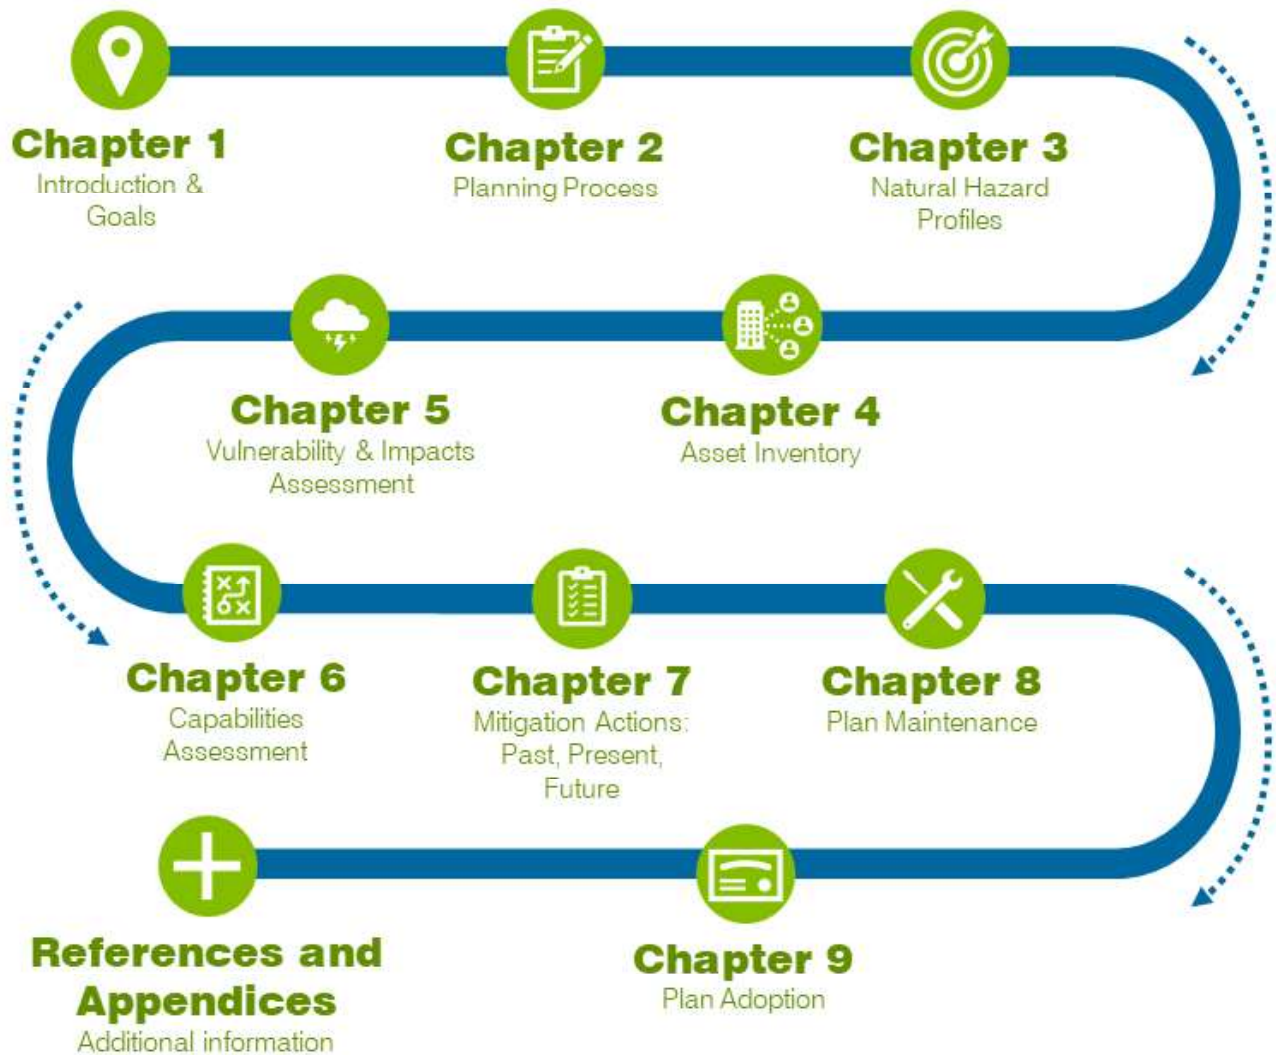 Chapter 1
Introduction &
Goals
Chapter 2
Planning Process
Chapter 3
Natural Hazard
Profiles
Chapter 4
Asset Inventory
Chapter 5
Vulnerability & Impacts
Assessment
Chapter 6
Capabilities
Assessment
Chapter 7
Mitigation Actions:
Past, Present,
Future
Chapter 8
Plan Maintenance
Chapter 9
Plan Adoption
References and
Appendices
Additional information